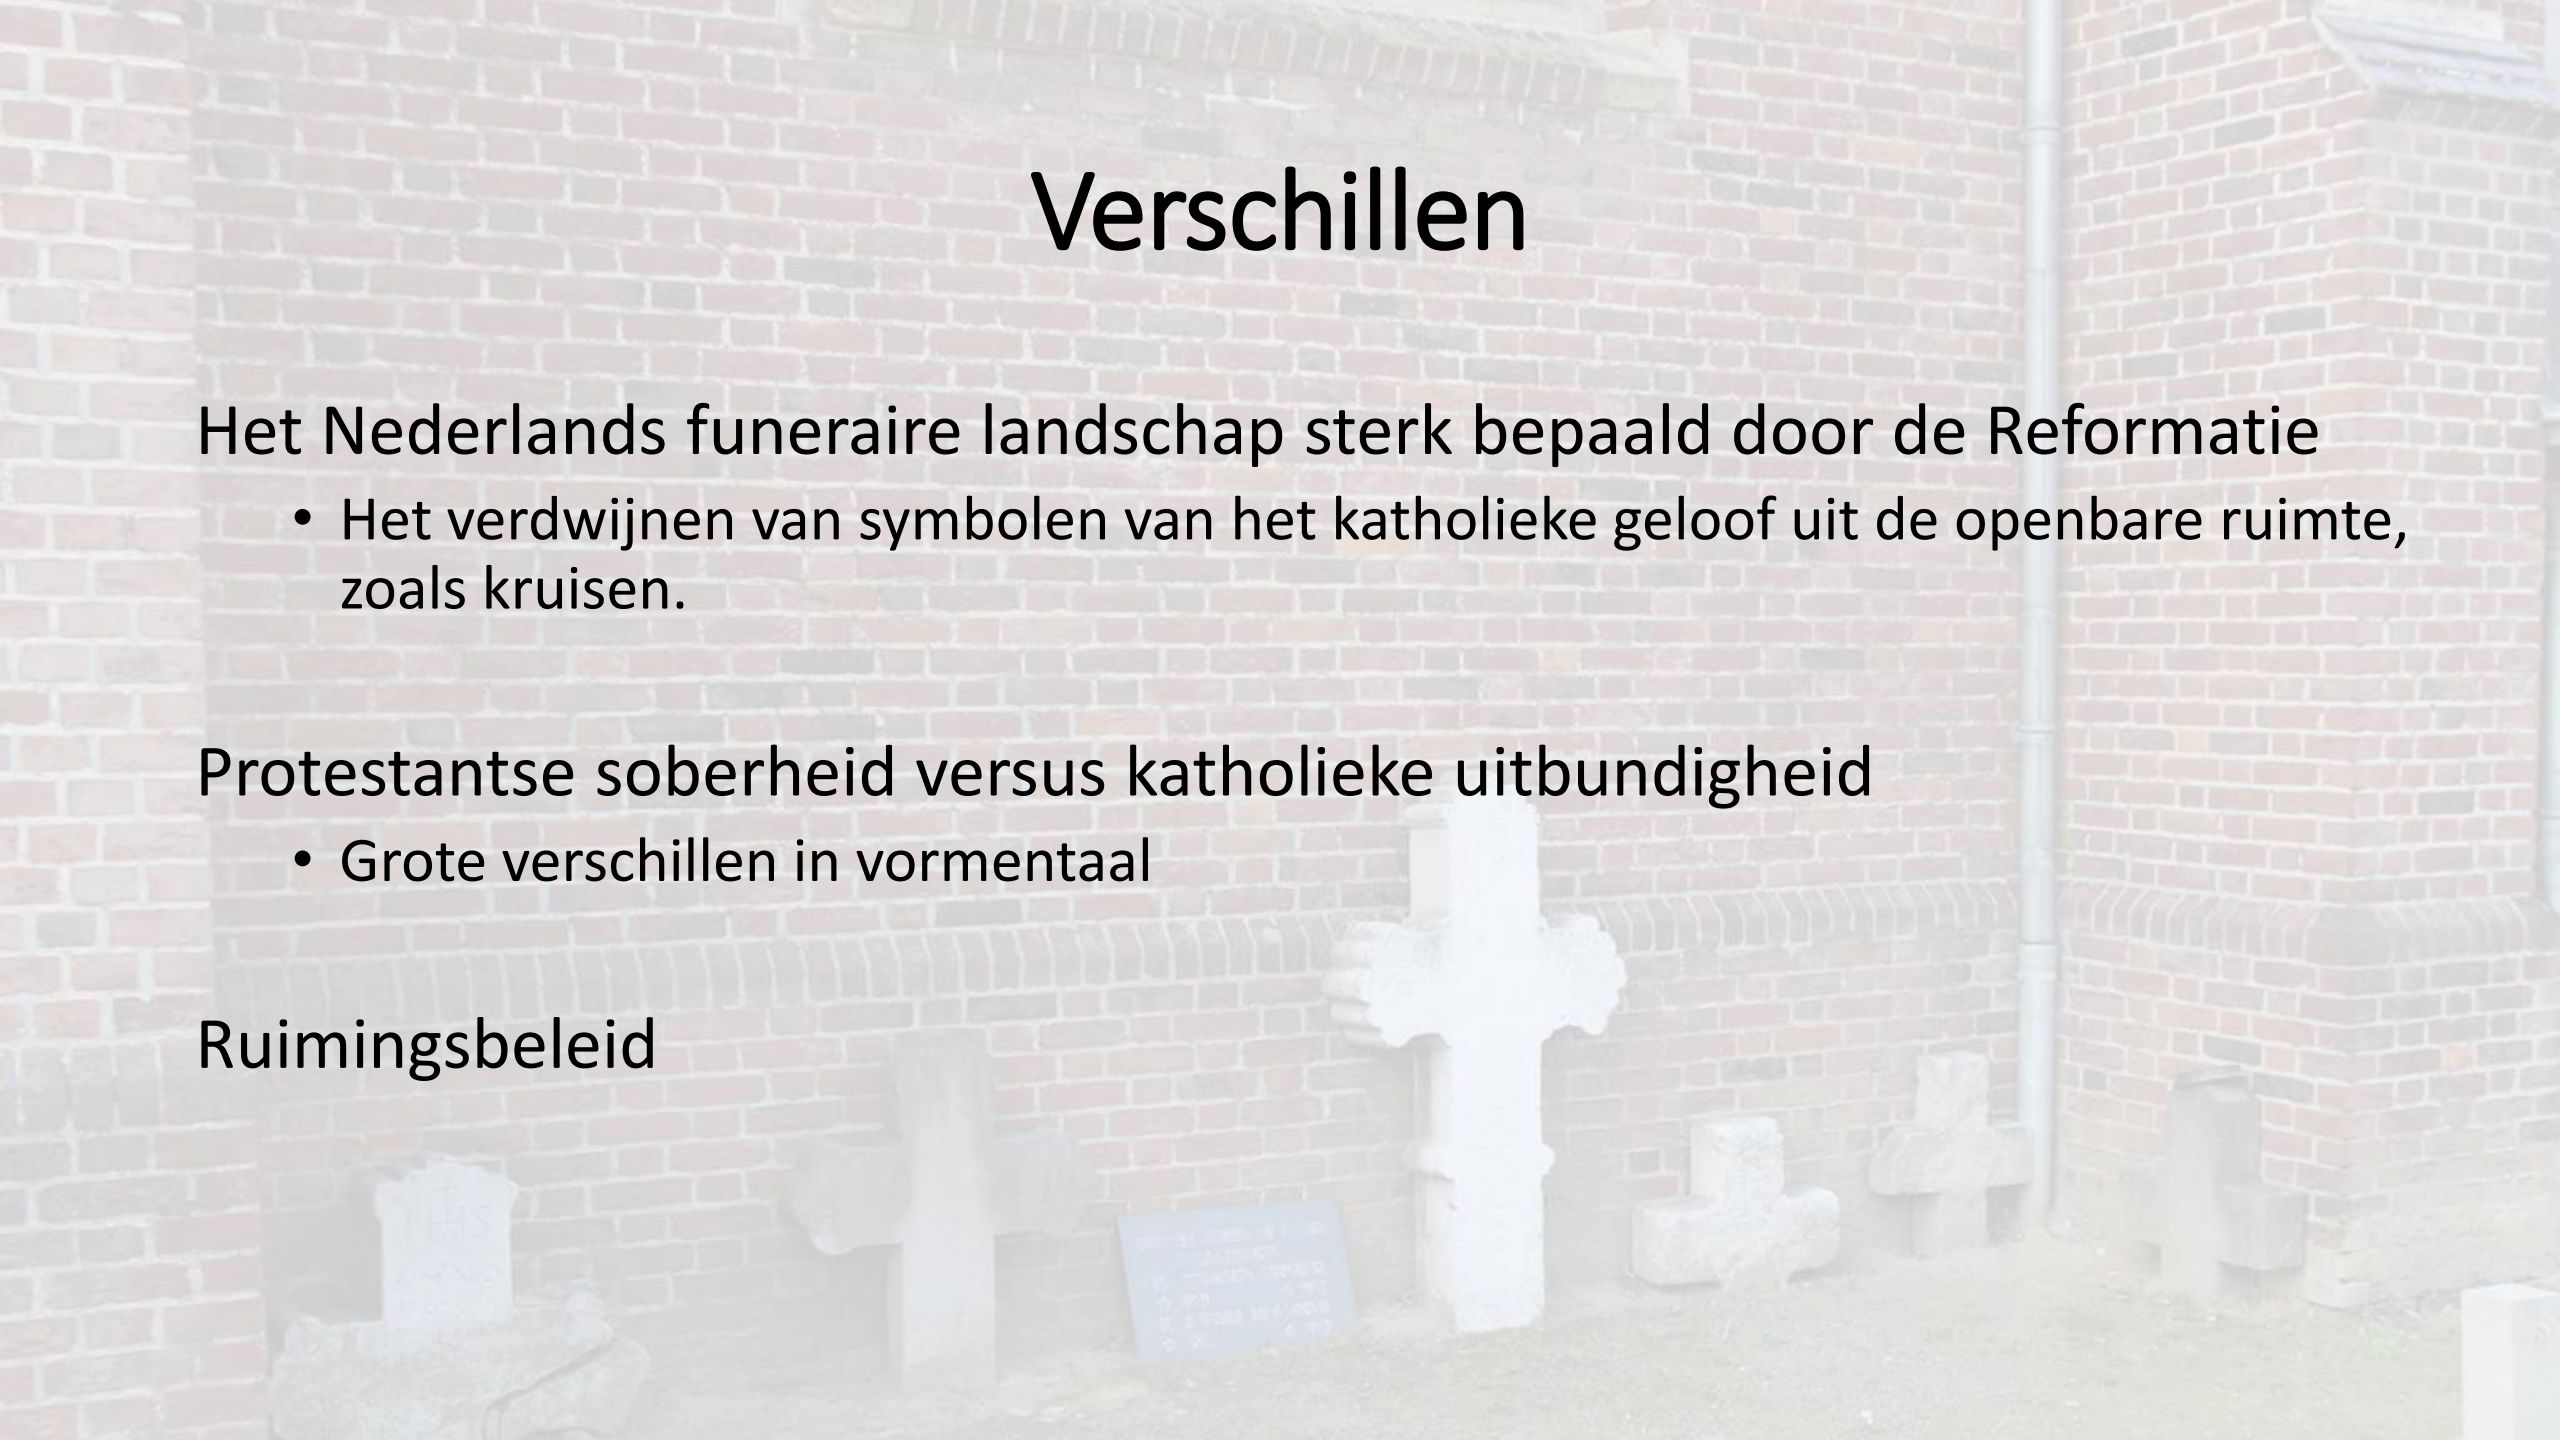 Verschillen
Het Nederlands funeraire landschap sterk bepaald door de Reformatie
• Het verdwijnen van symbolen van het katholieke geloof uit de openbare ruimte,
zoals kruisen.
Protestantse soberheid versus katholieke uitbundigheid
• Grote verschillen in vormentaal
Ruimingsbeleid
IHS